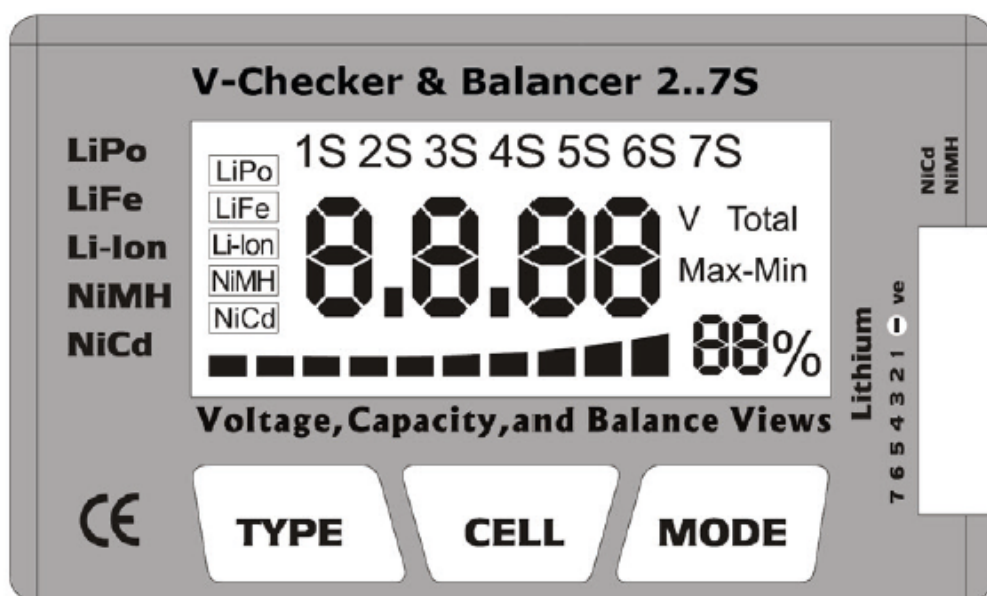 V-Checker & Balancer 2..7S
LiPo
LiFe
Li-Ion
NiMH
NiCd
1S 2S 3S 4S 5S 6S 7S
LiPo
LiFe
Li-Ion
NiMH
NiCd
8.8.88
V Total
Max-Min
88%
Voltage,Capacity,and Balance Views
CE
TYPE
CELL
MODE
NiCd
NiMH
Lithium
7 6 5 4 3 2 1 - ve